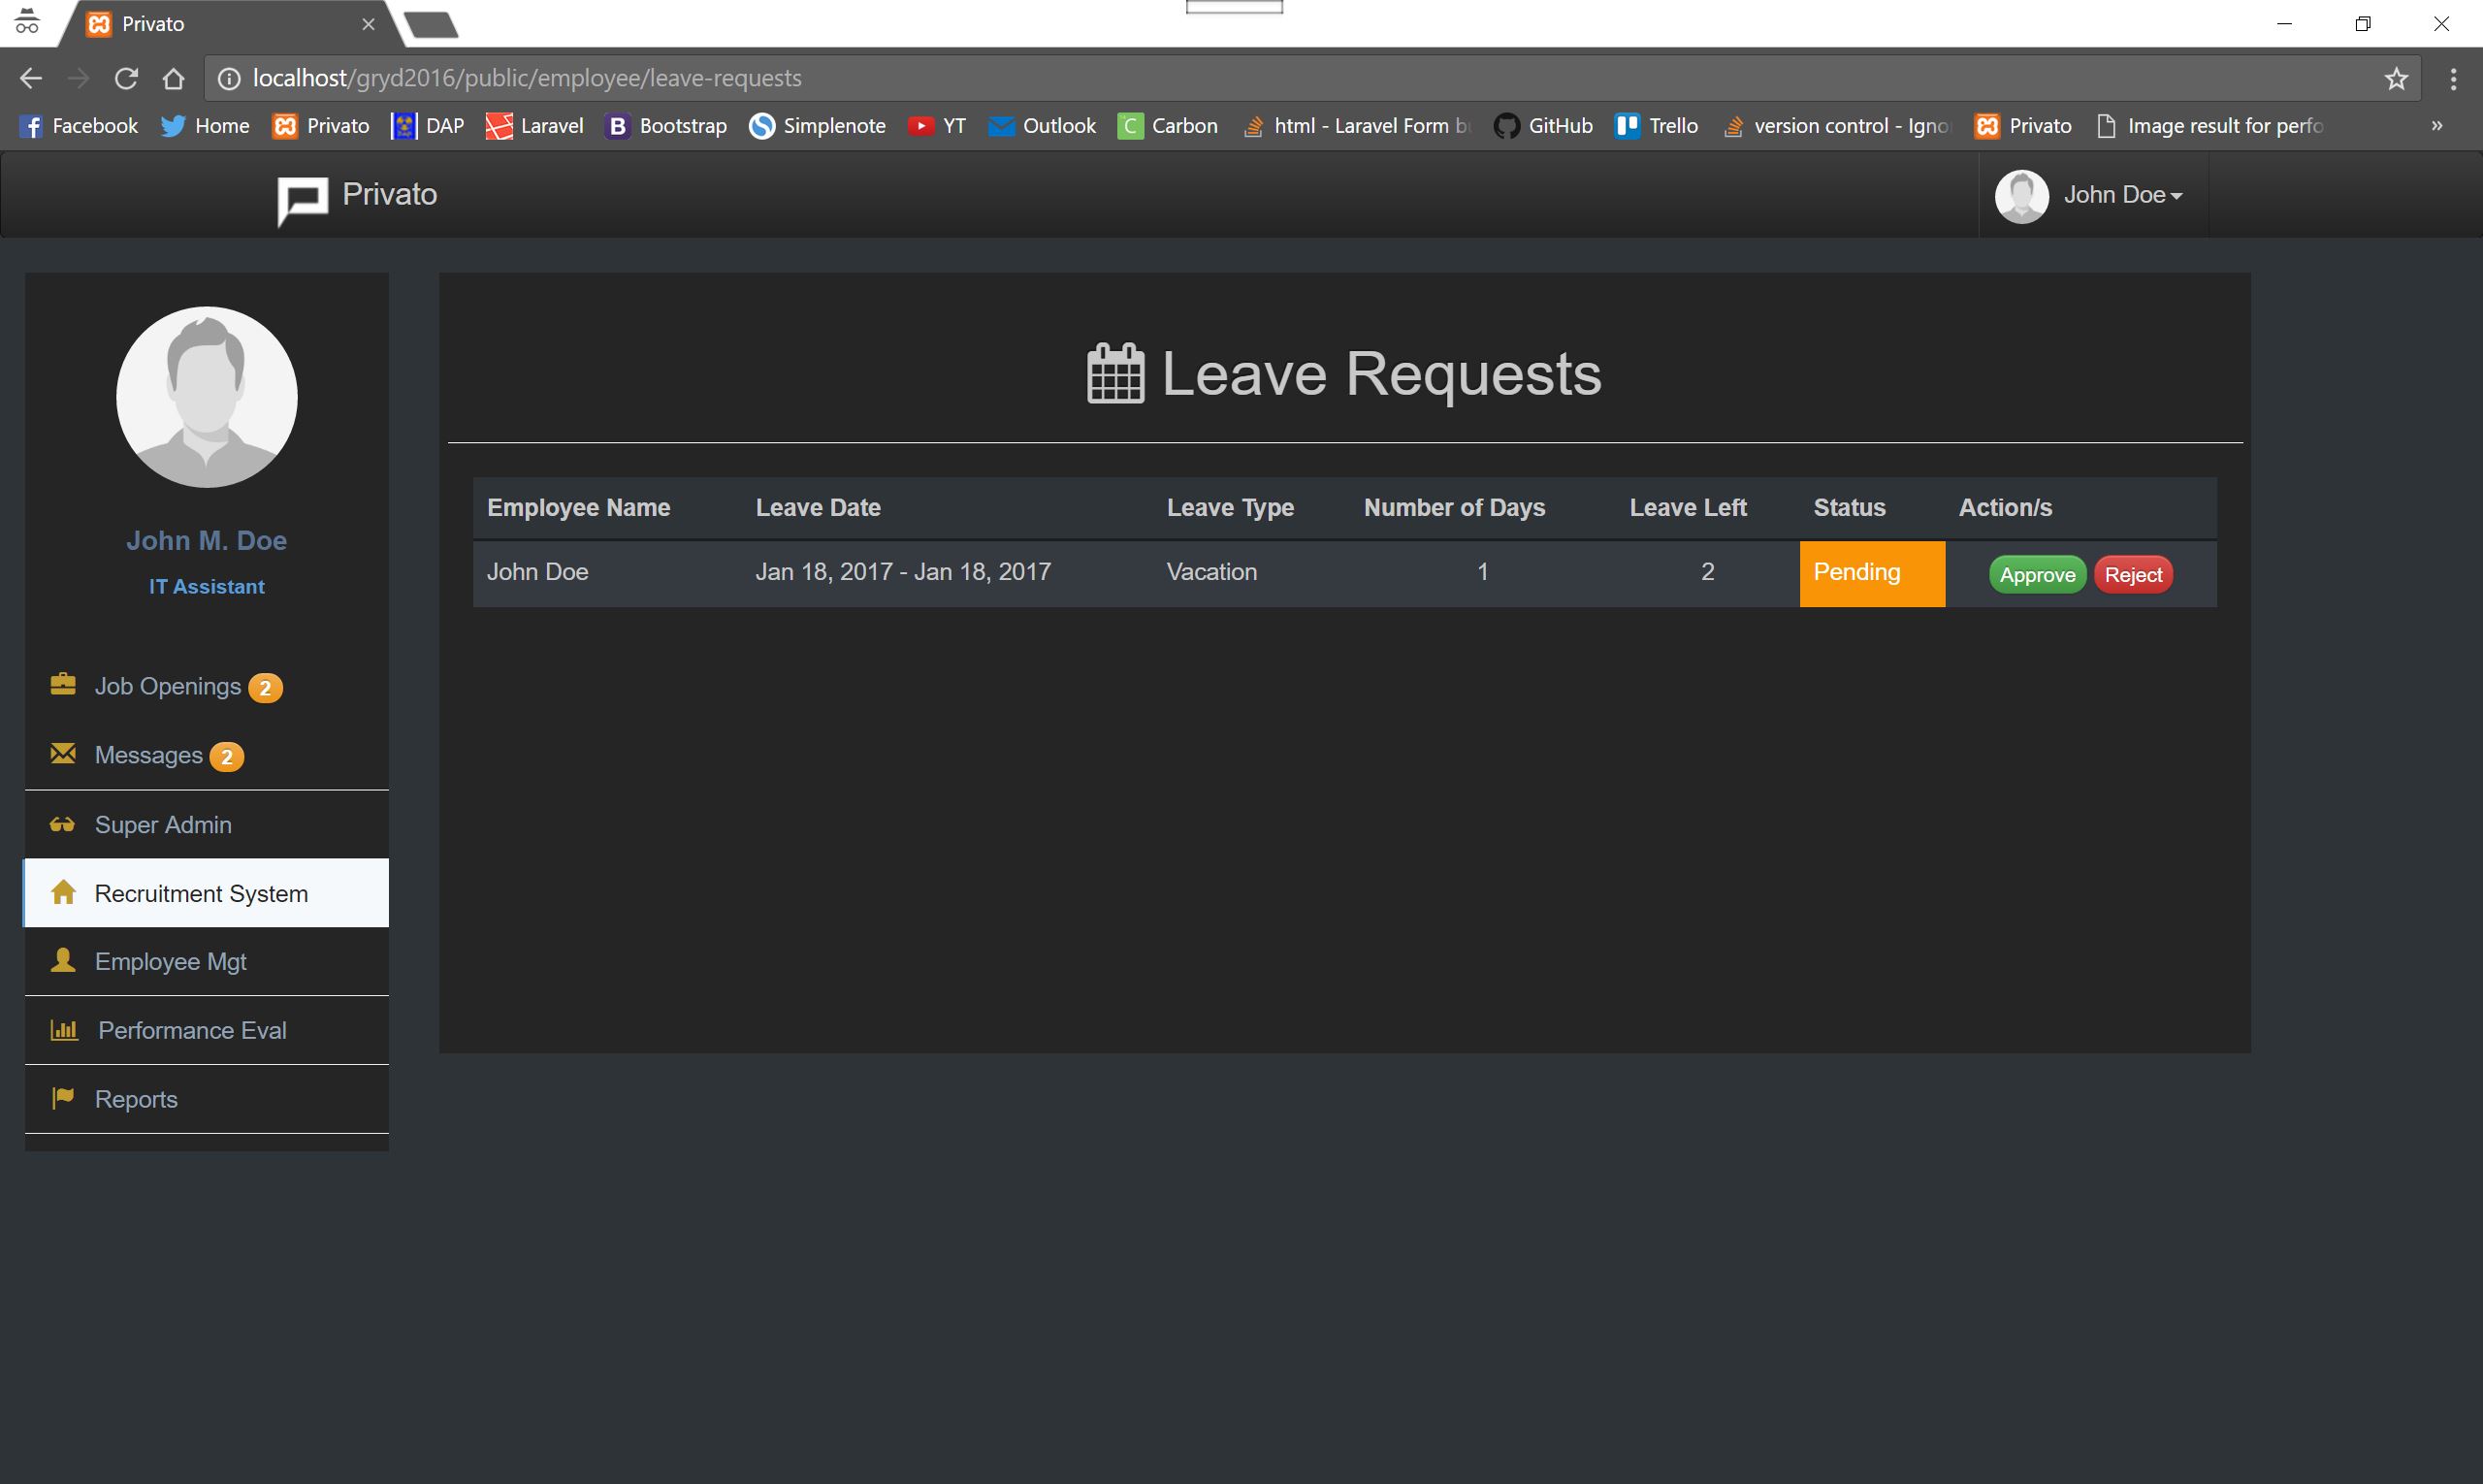 Privato
localhost/gryd2016/public/employee/leave-requests
Facebook Home Privato DAP Laravel Bootstrap Simplenote YT Outlook Carbon html - Laravel Form b GitHub Trello version control - Igno Privato Image result for perfo »
Privato
John Doe
John M. Doe
IT Assistant
Job Openings 2
Messages 2
Super Admin
Recruitment System
Employee Mgt
Performance Eval
Reports
Leave Requests
Employee Name Leave Date Leave Type Number of Days Leave Left Status Action/s
John Doe Jan 18, 2017 - Jan 18, 2017 Vacation 1 2 Pending Approve Reject